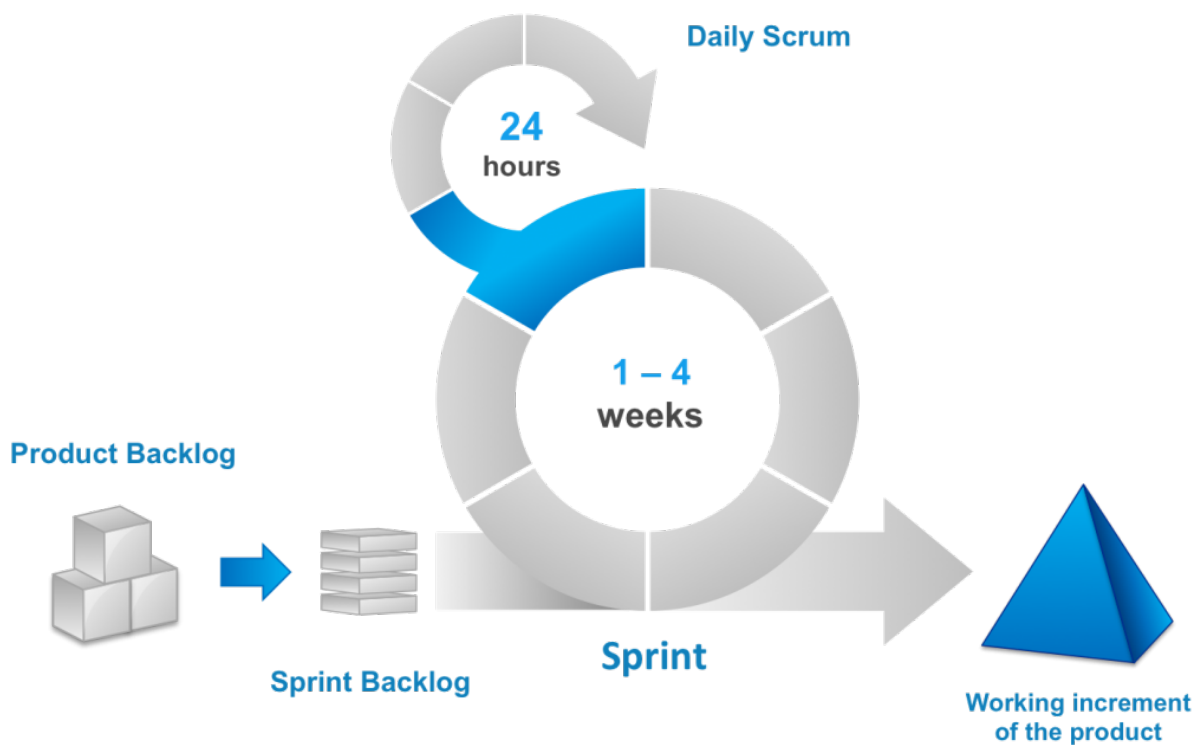 Daily Scrum
24
hours
1 – 4
weeks
Product Backlog
Sprint Backlog
Sprint
Working increment
of the product